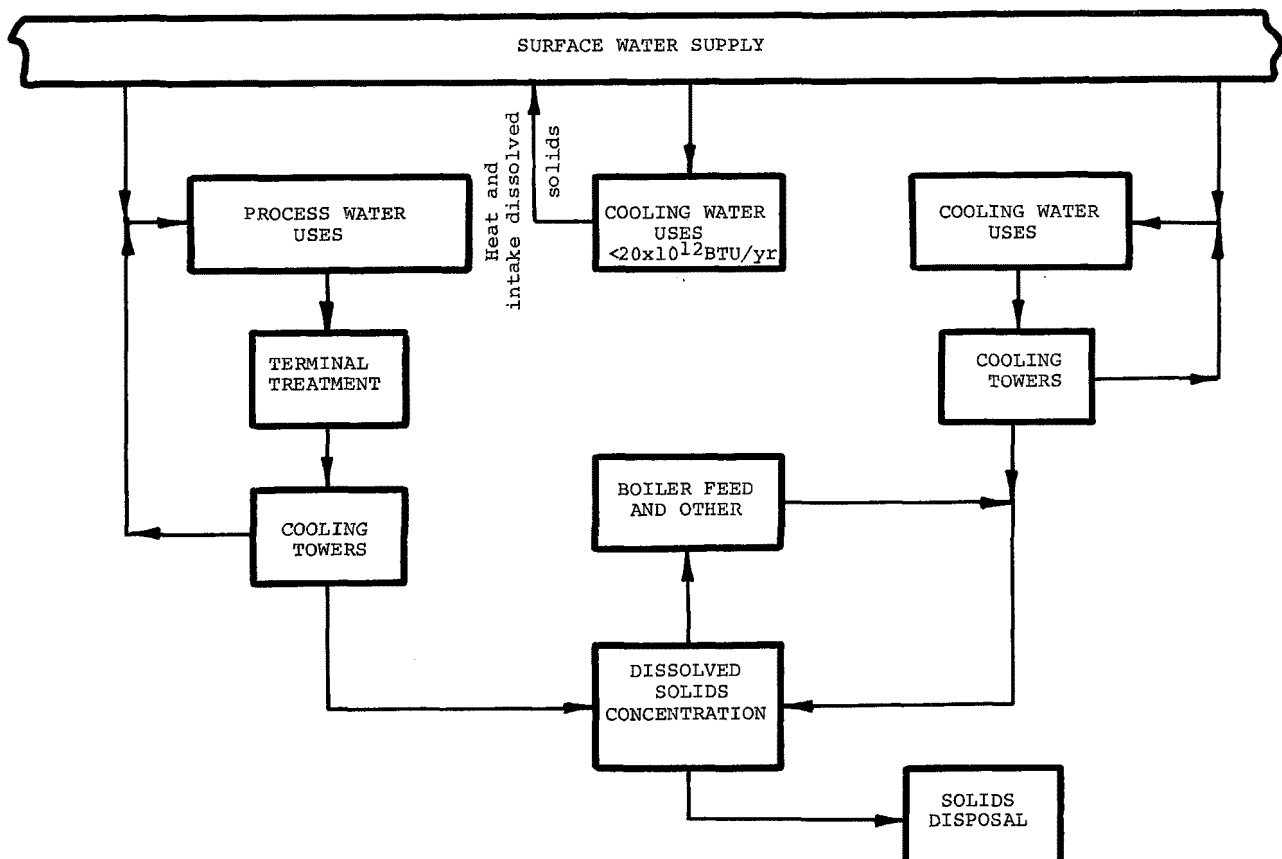 SURFACE WATER SUPPLY
Heat and
intake dissolved
solids
PROCESS WATER
USES
COOLING WATER
USES
<20x10¹²BTU/yr
COOLING WATER
USES
TERMINAL
TREATMENT
COOLING
TOWERS
BOILER FEED
AND OTHER
COOLING
TOWERS
DISSOLVED
SOLIDS
CONCENTRATION
SOLIDS
DISPOSAL